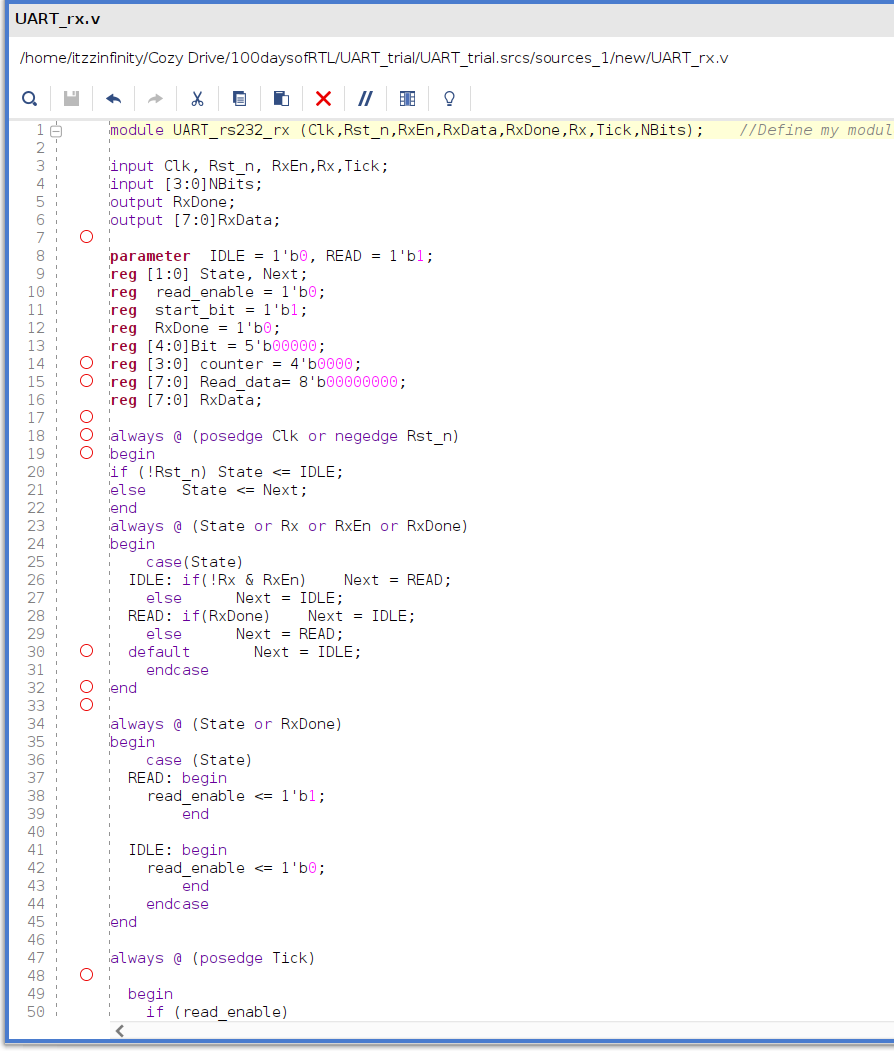 UART_rx.v
/home/itzzinfinity/Cozy Drive/100daysofRTL/UART_trial/UART_trial.srcs/sources_1/new/UART_rx.v
1 module UART_rs232_rx (Clk,Rst_n,RxEn,RxData,RxDone,Rx,Tick,NBits); //Define my modul
2
3 input Clk, Rst_n, RxEn,Rx,Tick;
4 input [3:0]NBits;
5 output RxDone;
6 output [7:0]RxData;
7
8 parameter IDLE = 1'b0, READ = 1'b1;
9 reg [1:0] State, Next;
10 reg read_enable = 1'b0;
11 reg start_bit = 1'b1;
12 reg RxDone = 1'b0;
13 reg [4:0]Bit = 5'b00000;
14 reg [3:0] counter = 4'b0000;
15 reg [7:0] Read_data= 8'b00000000;
16 reg [7:0] RxData;
17
18 always @ (posedge Clk or negedge Rst_n)
19 begin
20 if (!Rst_n) State <= IDLE;
21 else State <= Next;
22 end
23 always @ (State or Rx or RxEn or RxDone)
24 begin
25 case(State)
26 IDLE: if(!Rx & RxEn) Next = READ;
27 else Next = IDLE;
28 READ: if(RxDone) Next = IDLE;
29 else Next = READ;
30 default Next = IDLE;
31 endcase
32 end
33
34 always @ (State or RxDone)
35 begin
36 case (State)
37 READ: begin
38 read_enable <= 1'b1;
39 end
40
41 IDLE: begin
42 read_enable <= 1'b0;
43 end
44 endcase
45 end
46
47 always @ (posedge Tick)
48
49 begin
50 if (read_enable)